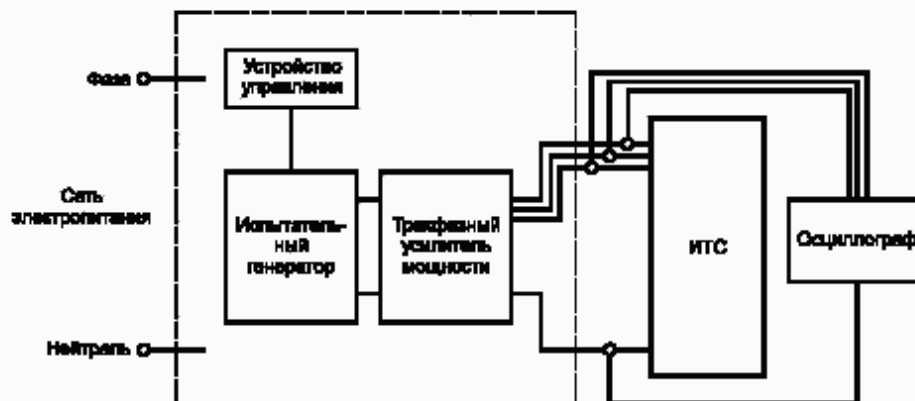 Устройство
управления
Фаза
Сеть
электропитания
Испытатель-
ный
генератор
Трехфазный
усилитель
мощности
ИТС
Осциллограф
Нейтраль